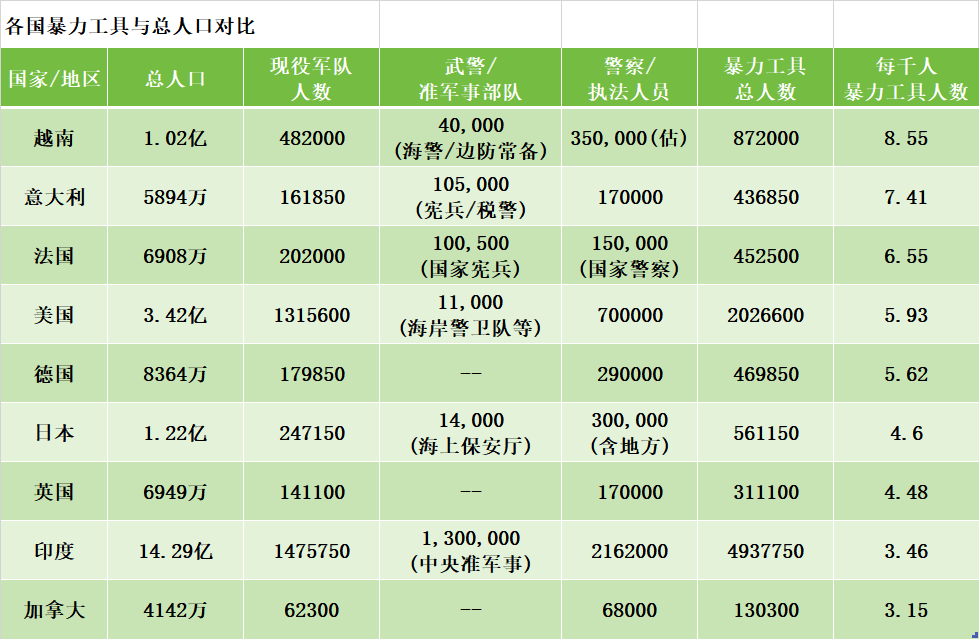 各国暴力工具与总人口对比
国家/地区 总人口 现役军队人数 武警/准军事部队 警察/执法人员 暴力工具总人数 每千人暴力工具人数
越南 1.02亿 482000 40,000(海警/边防常备) 350,000(估) 872000 8.55
意大利 5894万 161850 105,000(宪兵/税警) 170000 436850 7.41
法国 6908万 202000 100,500(国家宪兵) 150,000(国家警察) 452500 6.55
美国 3.42亿 1315600 11,000(海岸警卫队等) 700000 2026600 5.93
德国 8364万 179850 -- 290000 469850 5.62
日本 1.22亿 247150 14,000(海上保安厅) 300,000(含地方) 561150 4.6
英国 6949万 141100 -- 170000 311100 4.48
印度 14.29亿 1475750 1,300,000(中央准军事) 2162000 4937750 3.46
加拿大 4142万 62300 -- 68000 130300 3.15